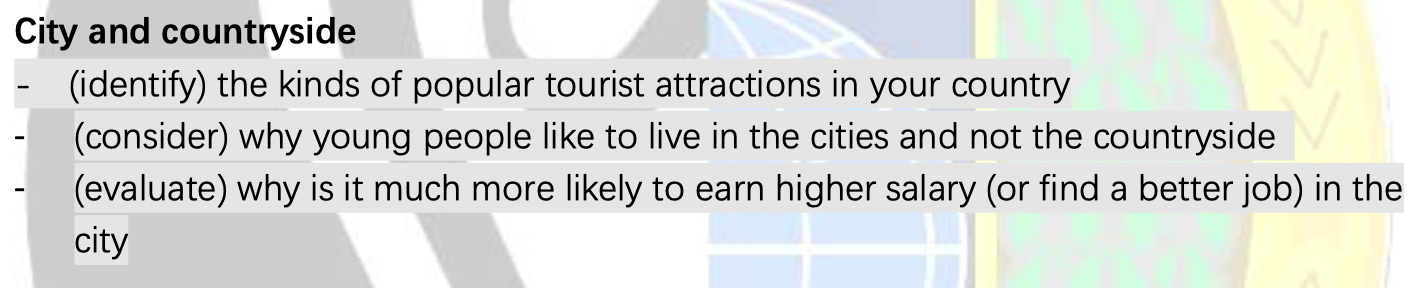 City and countryside
- (identify) the kinds of popular tourist attractions in your country
- (consider) why young people like to live in the cities and not the countryside
- (evaluate) why is it much more likely to earn higher salary (or find a better job) in the
city